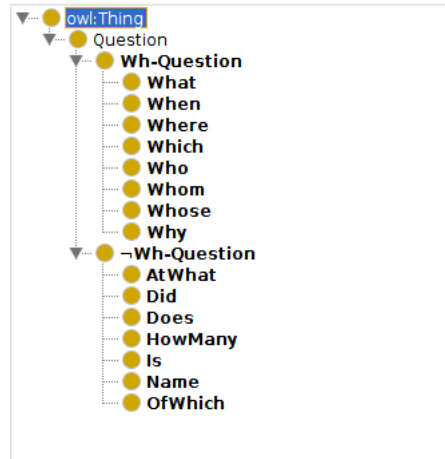 owl:Thing
Question
Wh-Question
What
When
Where
Which
Who
Whom
Whose
Why
¬Wh-Question
AtWhat
Did
Does
HowMany
Is
Name
OfWhich